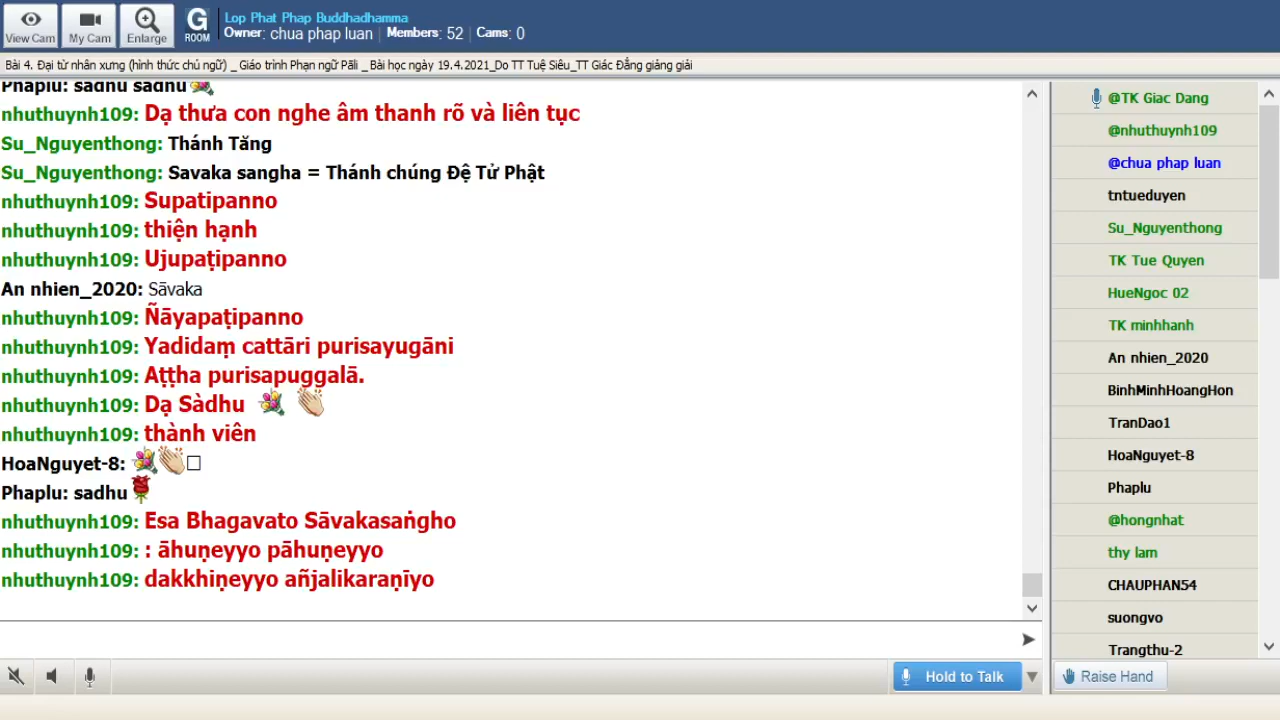 View Cam
My Cam
Enlarge
G
ROOM
Lop Phat Phap Buddhadhamma
Owner: chua phap luan | Members: 52 | Cams: 0
Bài 4. Đại từ nhân xưng (hình thức chủ ngữ) _ Giáo trình Phạn ngữ Pāli _ Bài học ngày 19.4.2021_Do TT Tuệ Siêu_TT Giác Đẳng giảng giải
Phaplu: sadhu sadhu
nhuthuynh109: Dạ thưa con nghe âm thanh rõ và liên tục
Su_Nguyenthong: Thánh Tăng
Su_Nguyenthong: Savaka sangha = Thánh chúng Đệ Tử Phật
nhuthuynh109: Supatipanno
nhuthuynh109: thiện hạnh
nhuthuynh109: Ujupaṭipanno
An nhien_2020: Sāvaka
nhuthuynh109: Ñāyapaṭipanno
nhuthuynh109: Yadidaṃ cattāri purisayugāni
nhuthuynh109: Aṭṭha purisapuggalā.
nhuthuynh109: Dạ Sàdhu
nhuthuynh109: thành viên
HoaNguyet-8:
Phaplu: sadhu
nhuthuynh109: Esa Bhagavato Sāvakasaṅgho
nhuthuynh109: : āhuṇeyyo pāhuṇeyyo
nhuthuynh109: dakkhiṇeyyo añjalikaraṇīyo
@TK Giac Dang
@nhuthuynh109
@chua phap luan
tntueduyen
Su_Nguyenthong
TK Tue Quyen
HueNgoc 02
TK minhhanh
An nhien_2020
BinhMinhHoangHon
TranDao1
HoaNguyet-8
Phaplu
@hongnhat
thy lam
CHAUPHAN54
suongvo
Trangthu-2
Hold to Talk
Raise Hand